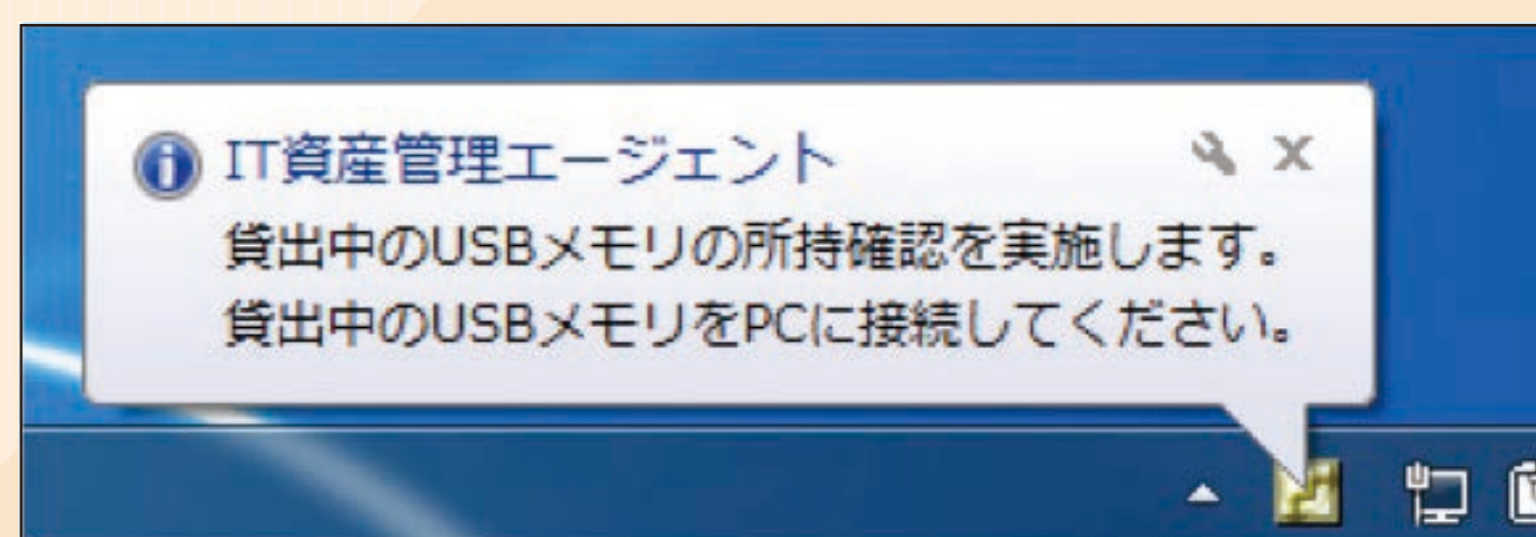 IT資産管理エージェント
貸出中のUSBメモリの所持確認を実施します。
貸出中のUSBメモリをPCに接続してください。